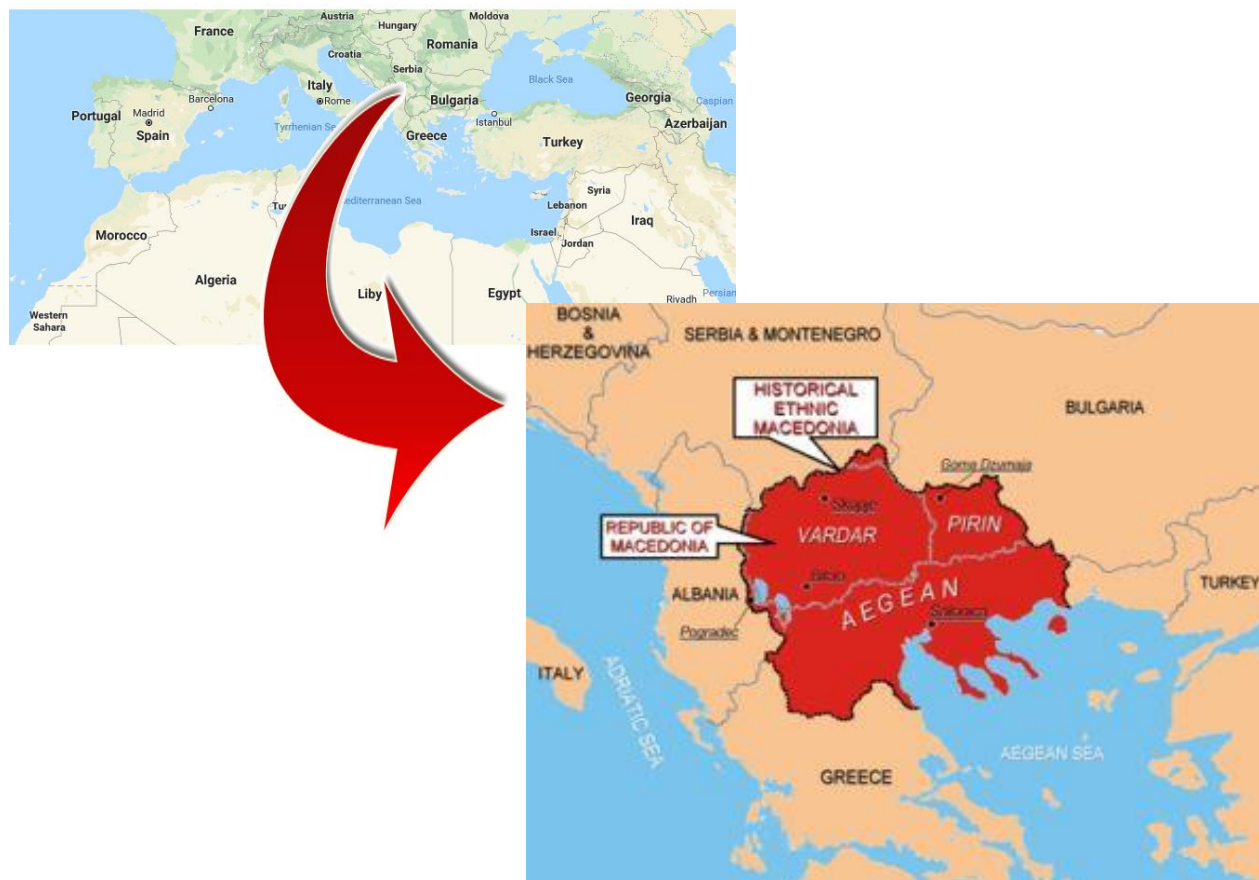 Austria
Moldova
France
Hungary
Romania
Croatia
Serbia
Black Sea
Italy
Barcelona
Rome
Bulgaria
Georgia
Caspian
Portugal
Madrid
Spain
Tyrrhenian Se
Istanbul
Azerbaijan
Greece
Turkey
Syria
Tu
editerranean Sea
Lebanon
Iraq
Morocco
Israel
Jordan
Algeria
Liby
Egypt
Persian
Riyadh
Western
Sahara
BOSNIA
&
HERZEGOVINA
SERBIA & MONTENEGRO
HISTORICAL
ETHNIC
MACEDONIA
BULGARIA
Gorna Dzumaja
Skopje
REPUBLIC OF
MACEDONIA
VARDAR
PIRIN
Bitola
ALBANIA
AEGEAN
TURKEY
Pogradec
Solonica
ITALY
ADRIATIC SEA
AEGEAN SEA
GREECE